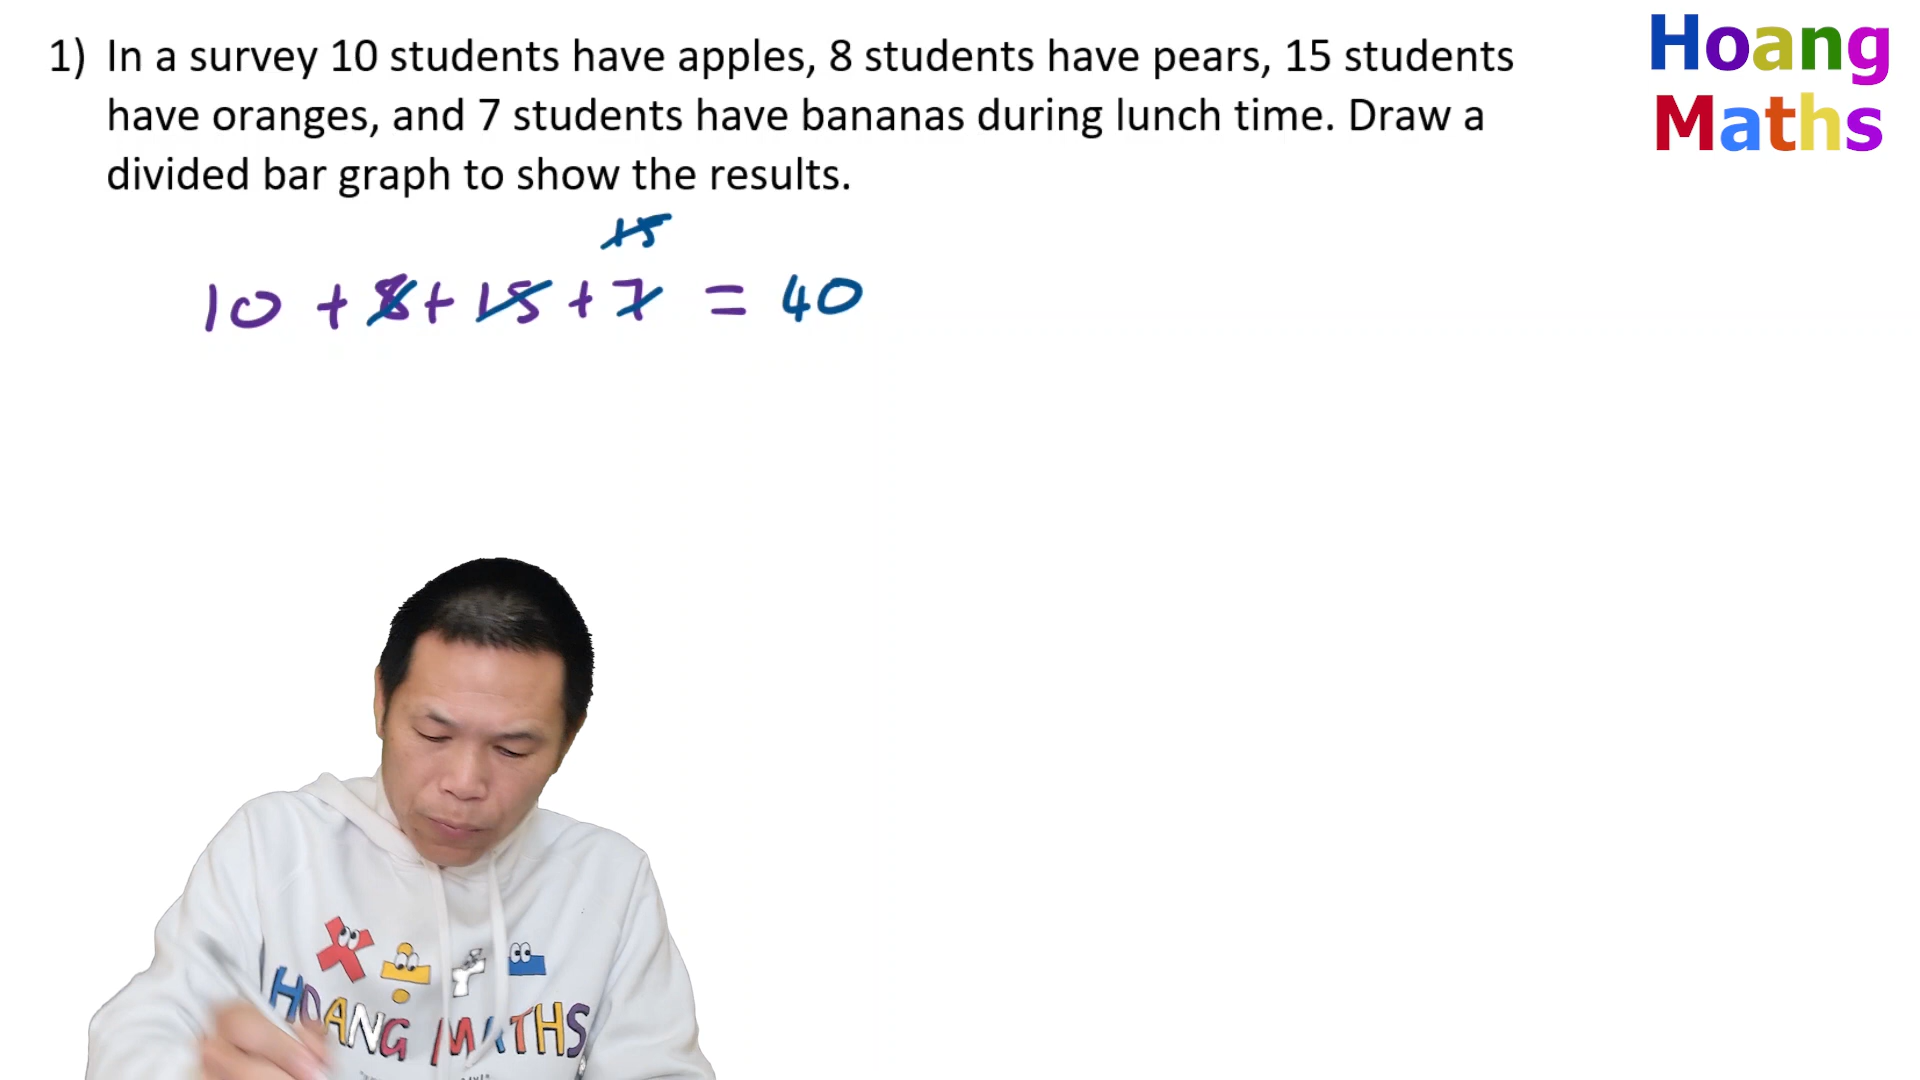 1) In a survey 10 students have apples, 8 students have pears, 15 students
have oranges, and 7 students have bananas during lunch time. Draw a
divided bar graph to show the results.
Hoang
Maths
15
10 + 8 + 15 + 7 = 40
HOANG MATHS